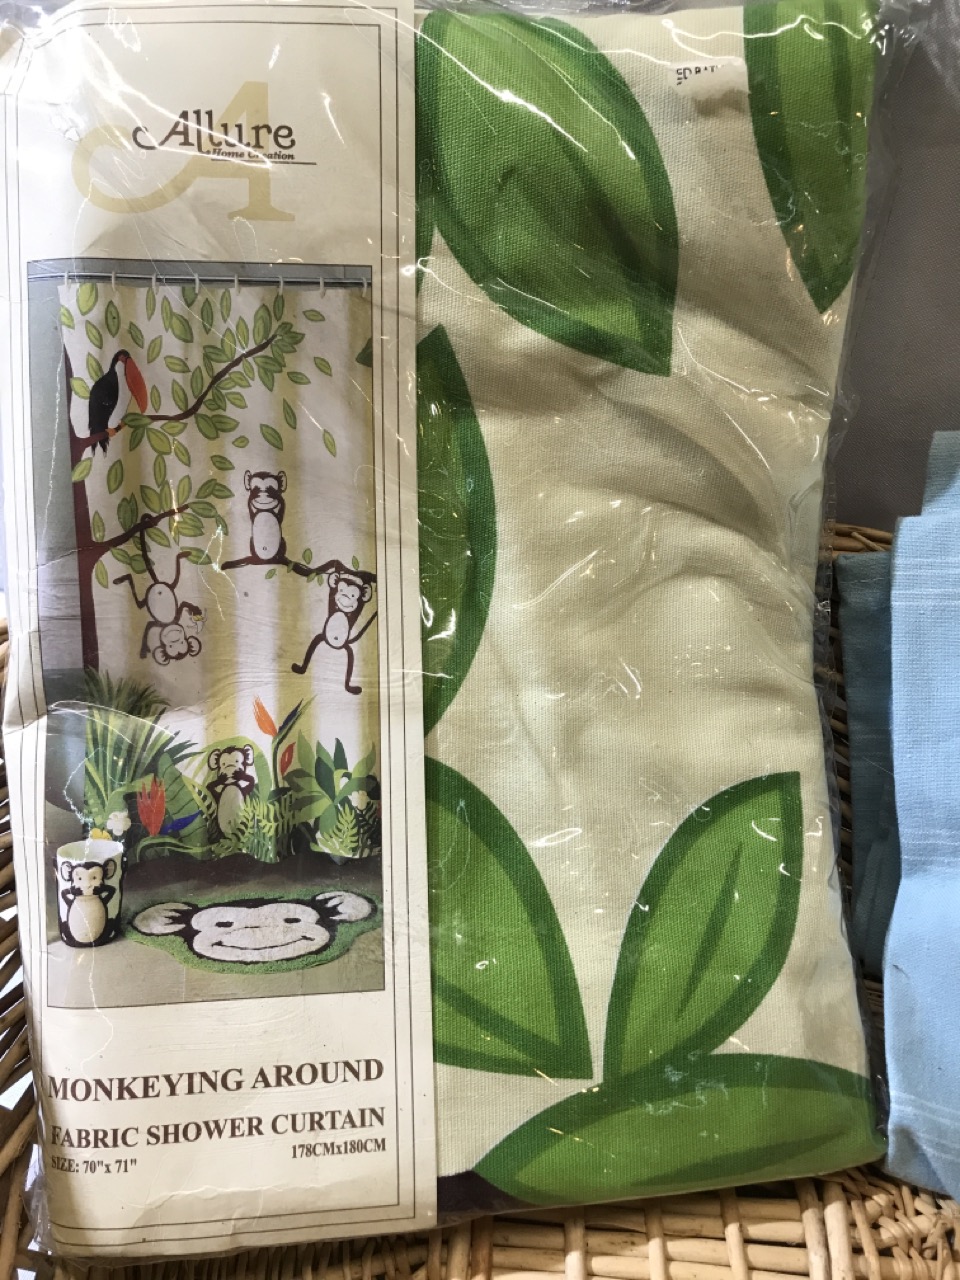 Allure
Home Creation
MONKEYING AROUND
FABRIC SHOWER CURTAIN
SIZE: 70"x 71"
178CMx180CM